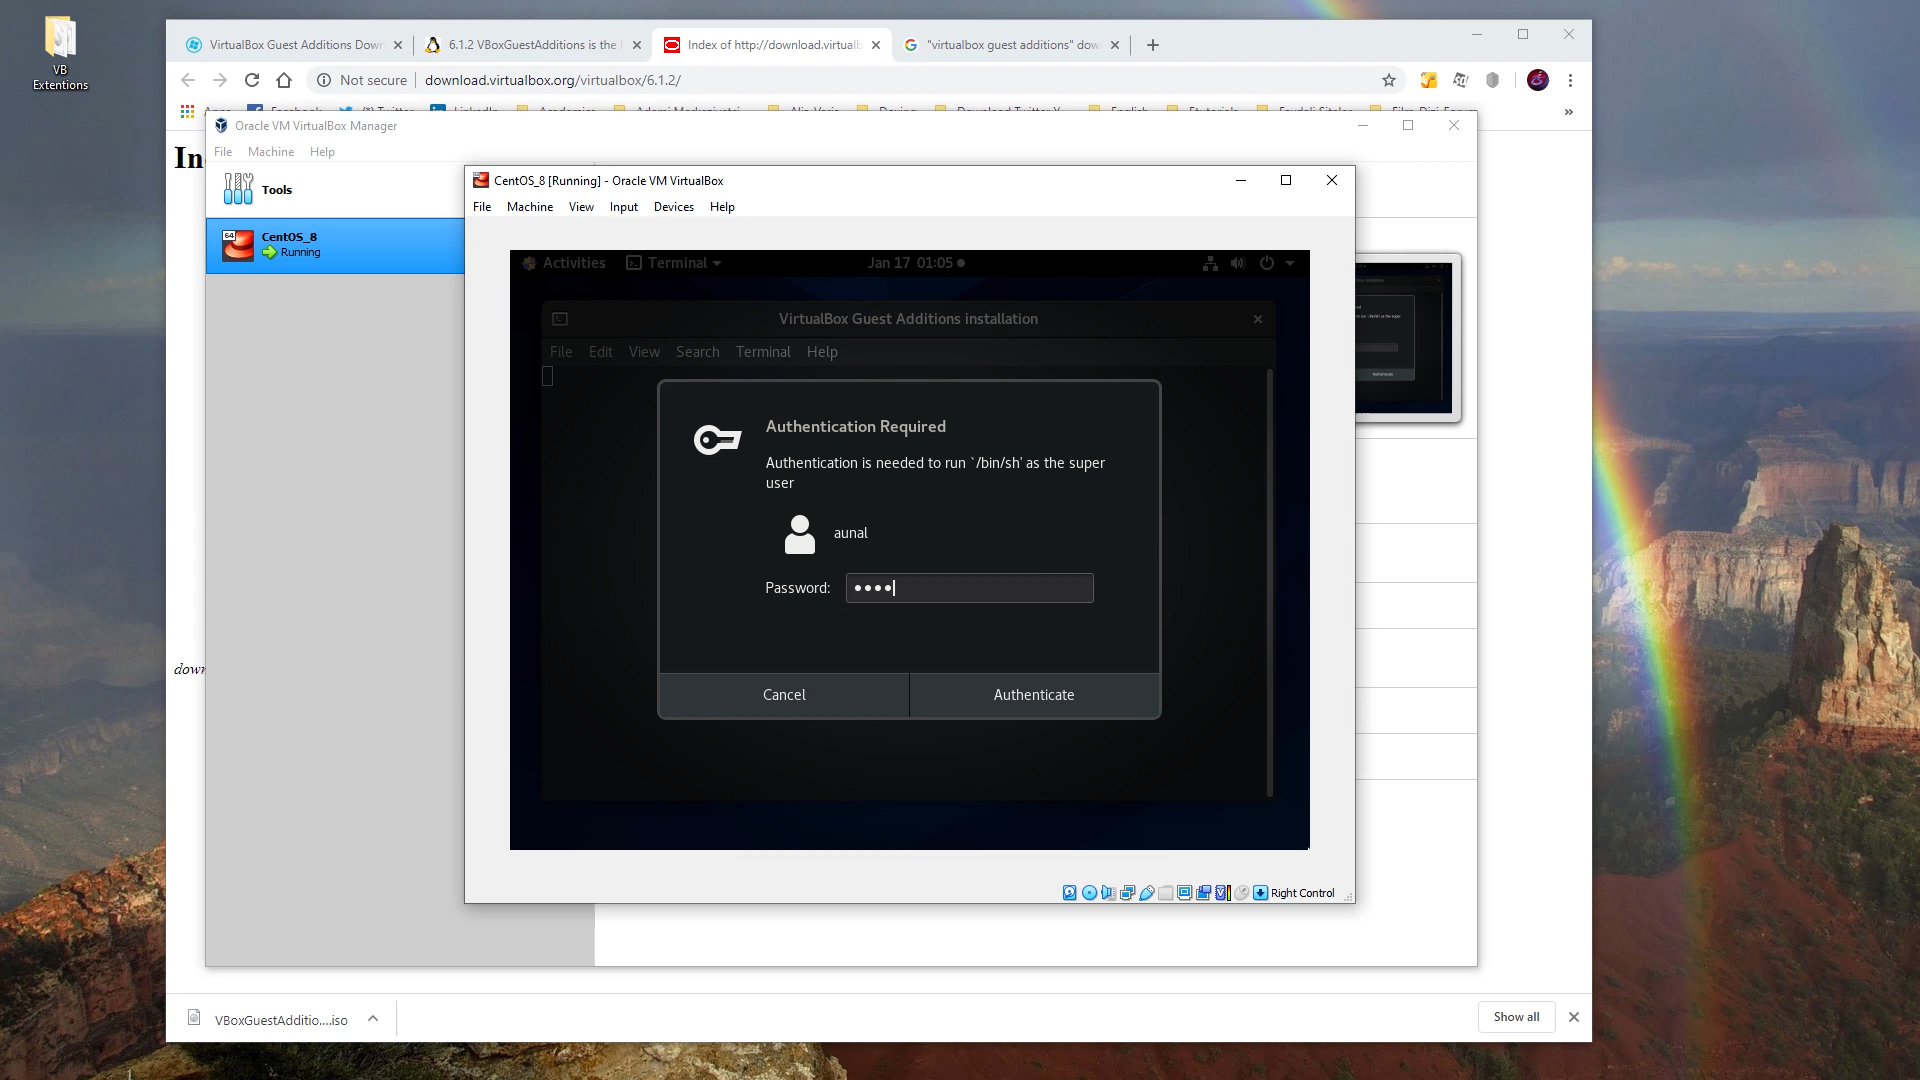 VB
Extentions
VirtualBox Guest Additions Down
6.1.2 VBoxGuestAdditions is the
Index of http://download.virtualb
"virtualbox guest additions" dow
Not secure
download.virtualbox.org/virtualbox/6.1.2/
Oracle VM VirtualBox Manager
File Machine Help
In
Tools
64
CentOS_8
Running
CentOS_8 [Running] - Oracle VM VirtualBox
File Machine View Input Devices Help
Activities Terminal Jan 17 01:05
VirtualBox Guest Additions installation
File Edit View Search Terminal Help
Authentication Required
Authentication is needed to run `/bin/sh' as the super
user
aunal
Password:
Cancel Authenticate
down
Right Control
VBoxGuestAdditio....iso
Show all